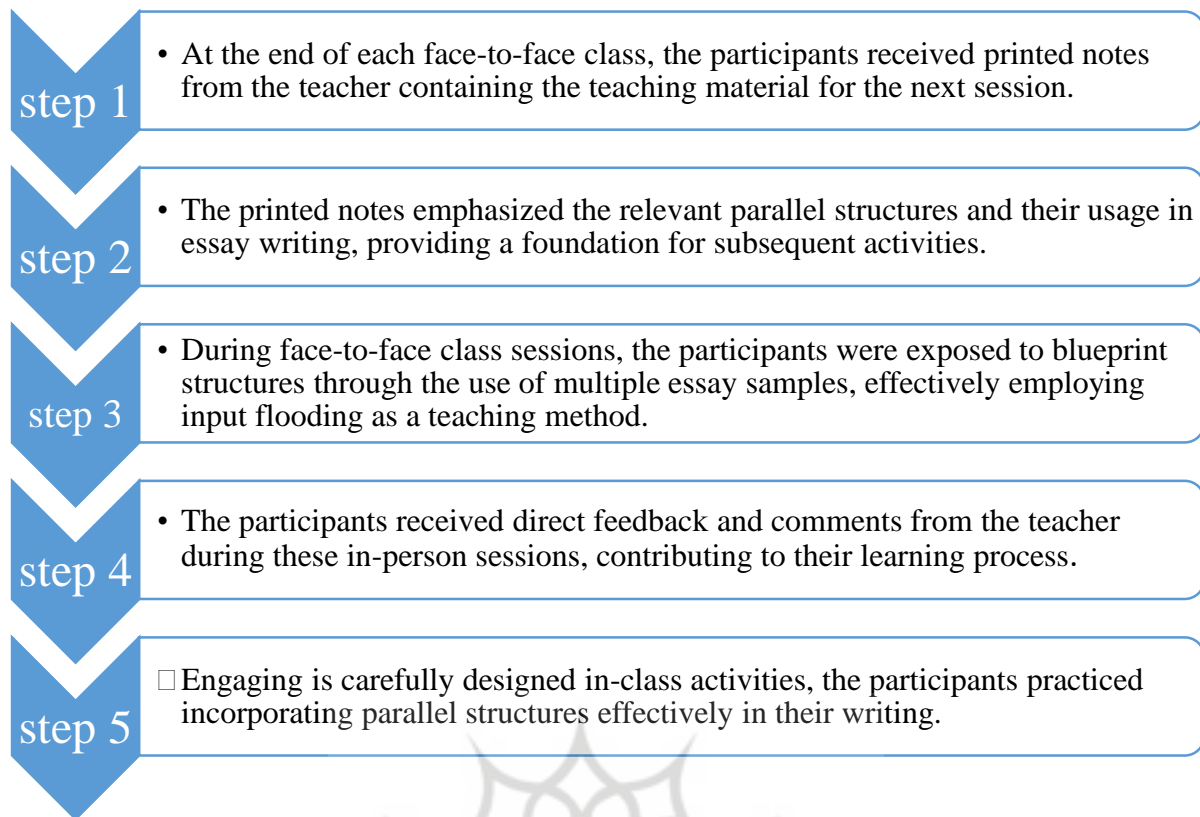 step 1
• At the end of each face-to-face class, the participants received printed notes
from the teacher containing the teaching material for the next session.
step 2
• The printed notes emphasized the relevant parallel structures and their usage in
essay writing, providing a foundation for subsequent activities.
step 3
• During face-to-face class sessions, the participants were exposed to blueprint
structures through the use of multiple essay samples, effectively employing
input flooding as a teaching method.
step 4
• The participants received direct feedback and comments from the teacher
during these in-person sessions, contributing to their learning process.
step 5
□ Engaging is carefully designed in-class activities, the participants practiced
incorporating parallel structures effectively in their writing.